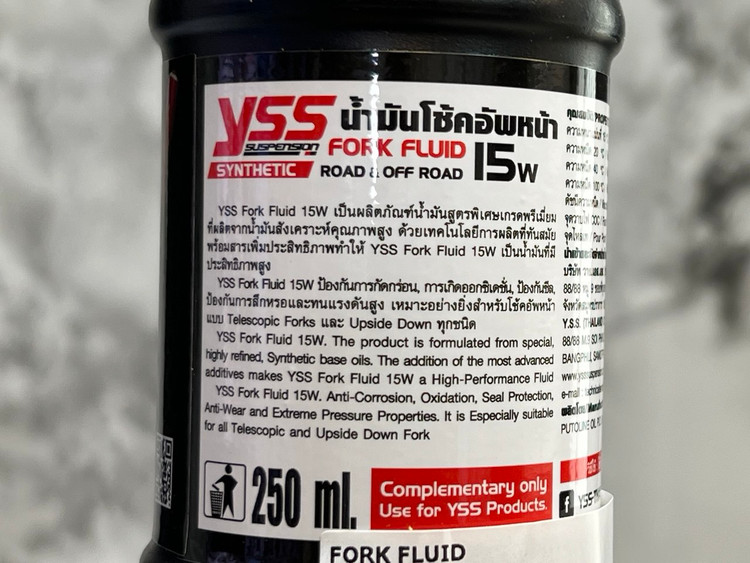 YSS น้ำมันโช้คอัพหน้า
SUSPENSION FORK FLUID
SYNTHETIC ROAD & OFF ROAD 15W
YSS Fork Fluid 15W เป็นผลิตภัณฑ์น้ำมันสูตรพิเศษเกรดพรีเมี่ยม
ที่ผลิตจากน้ำมันสังเคราะห์คุณภาพสูง ด้วยเทคโนโลยีการผลิตที่ทันสมัย
พร้อมสารเพิ่มประสิทธิภาพทำให้ YSS Fork Fluid 15W เป็นน้ำมันที่มี
ประสิทธิภาพสูง
YSS Fork Fluid 15W ป้องกันการกัดกร่อน, การเกิดออกซิเดชั่น, ป้องกันซีล,
ป้องกันการสึกหรอและทนแรงดันสูง เหมาะอย่างยิ่งสำหรับโช้คอัพหน้า
แบบ Telescopic Forks และ Upside Down ทุกชนิด
YSS Fork Fluid 15W. The product is formulated from special,
highly refined, Synthetic base oils. The addition of the most advanced
additives makes YSS Fork Fluid 15W a High-Performance Fluid
YSS Fork Fluid 15W. Anti-Corrosion, Oxidation, Seal Protection,
Anti-Wear and Extreme Pressure Properties. It is Especially suitable
for all Telescopic and Upside Down Fork
250 ml.
Complementary only
Use for YSS Products.
20
40
100
บริษัท
88/88
Y.S.S. (THAILAND
88/88 M.
e-mail
PUTOLINE OIL
FORK FLUID